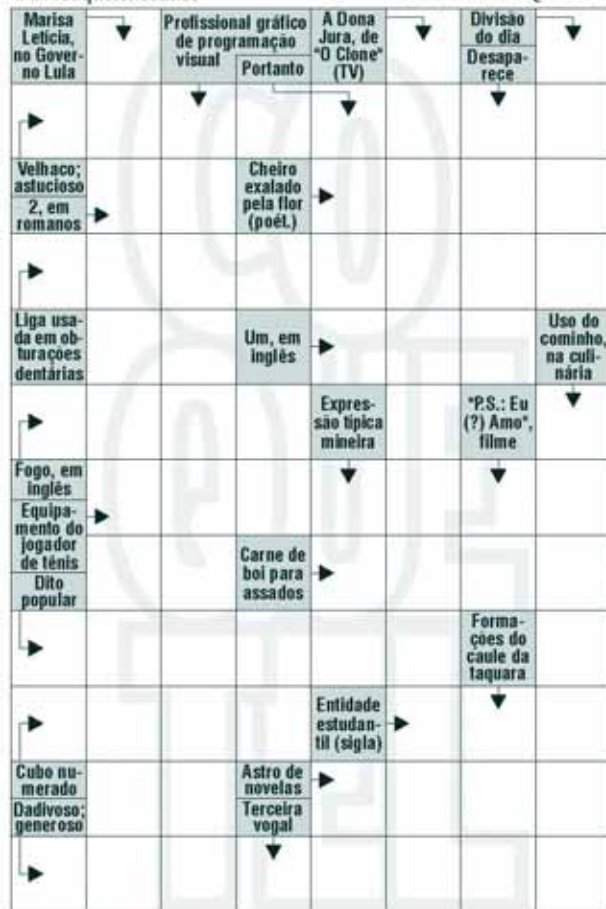 Marisa
Letícia,
no Gover-
no Lula
Profissional gráfico
de programação
visual
Portanto
A Dona
Jura, de
"O Clone"
(TV)
Divisão
do dia
Desapa-
rece
Velhaco;
astucioso
2, em
romanos
Cheiro
exalado
pela flor
(poét.)
Liga usa-
da em ob-
turações
dentárias
Um, em
inglês
Uso do
cominho,
na culi-
nária
Expres-
são típica
mineira
"P.S.: Eu
(?) Amo",
filme
Fogo, em
inglês
Equipa-
mento do
jogador
de tênis
Dito
popular
Carne de
boi para
assados
Forma-
ções do
caule da
taquara
Entidade
estudan-
til (sigla)
Cubo nu-
merado
Dadivoso;
generoso
Astro de
novelas
Terceira
vogal